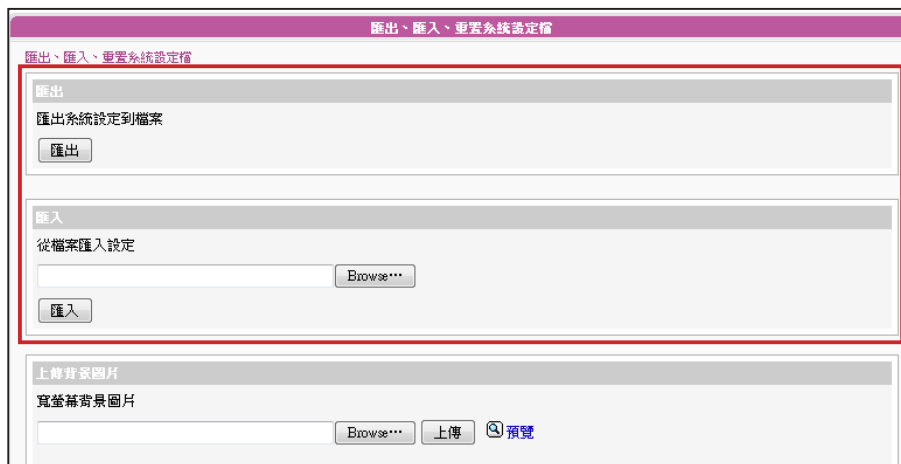 匯出、匯入、重置系統設定檔
匯出、匯入、重置系統設定檔
匯出
匯出系統設定到檔案
匯出
匯入
從檔案匯入設定
Browse…
匯入
上傳背景圖片
寬螢幕背景圖片
Browse… 上傳 預覽